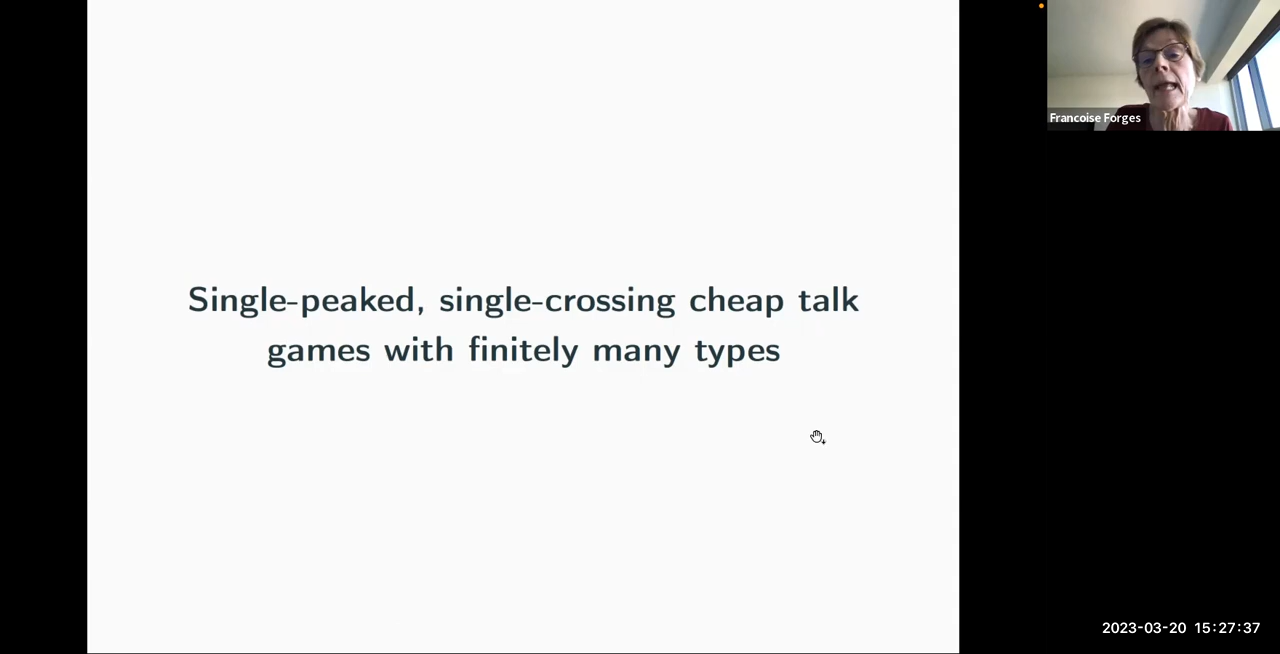 Single-peaked, single-crossing cheap talk
games with finitely many types
Francoise Forges
2023-03-20 15:27:37